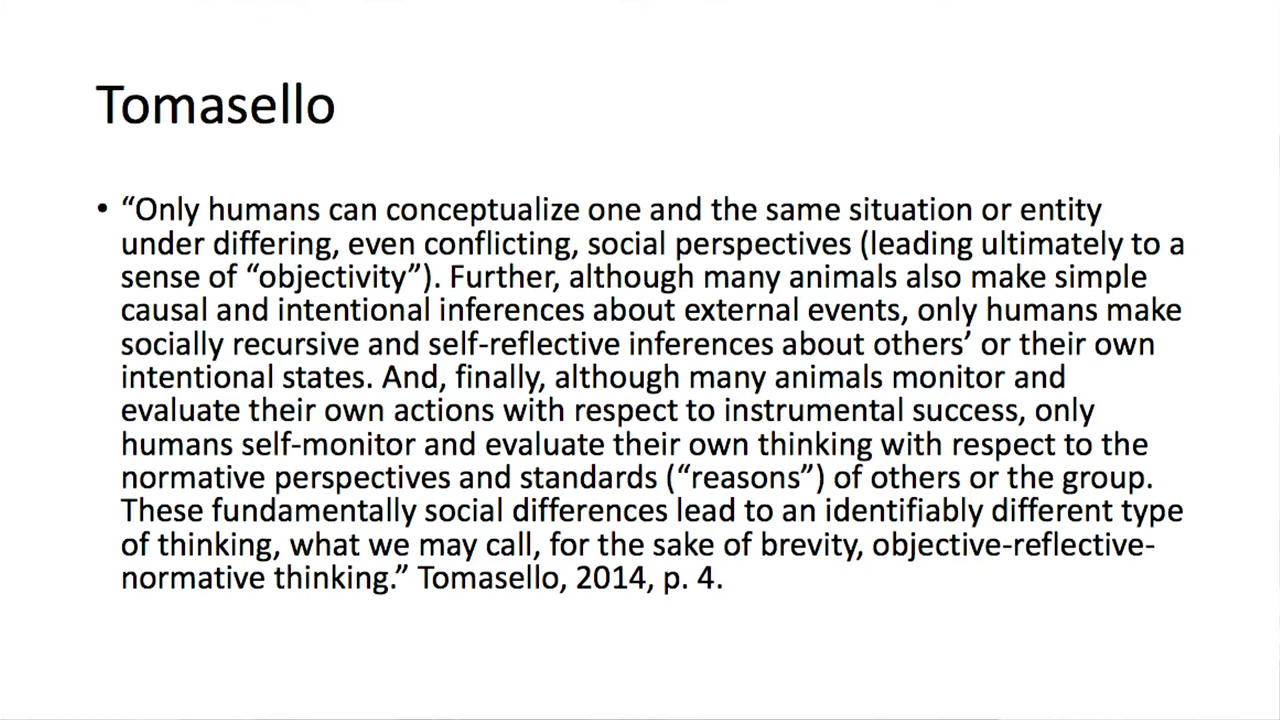 Tomasello
• “Only humans can conceptualize one and the same situation or entity
under differing, even conflicting, social perspectives (leading ultimately to a
sense of “objectivity”). Further, although many animals also make simple
causal and intentional inferences about external events, only humans make
socially recursive and self-reflective inferences about others’ or their own
intentional states. And, finally, although many animals monitor and
evaluate their own actions with respect to instrumental success, only
humans self-monitor and evaluate their own thinking with respect to the
normative perspectives and standards (“reasons”) of others or the group.
These fundamentally social differences lead to an identifiably different type
of thinking, what we may call, for the sake of brevity, objective-reflective-
normative thinking.” Tomasello, 2014, p. 4.